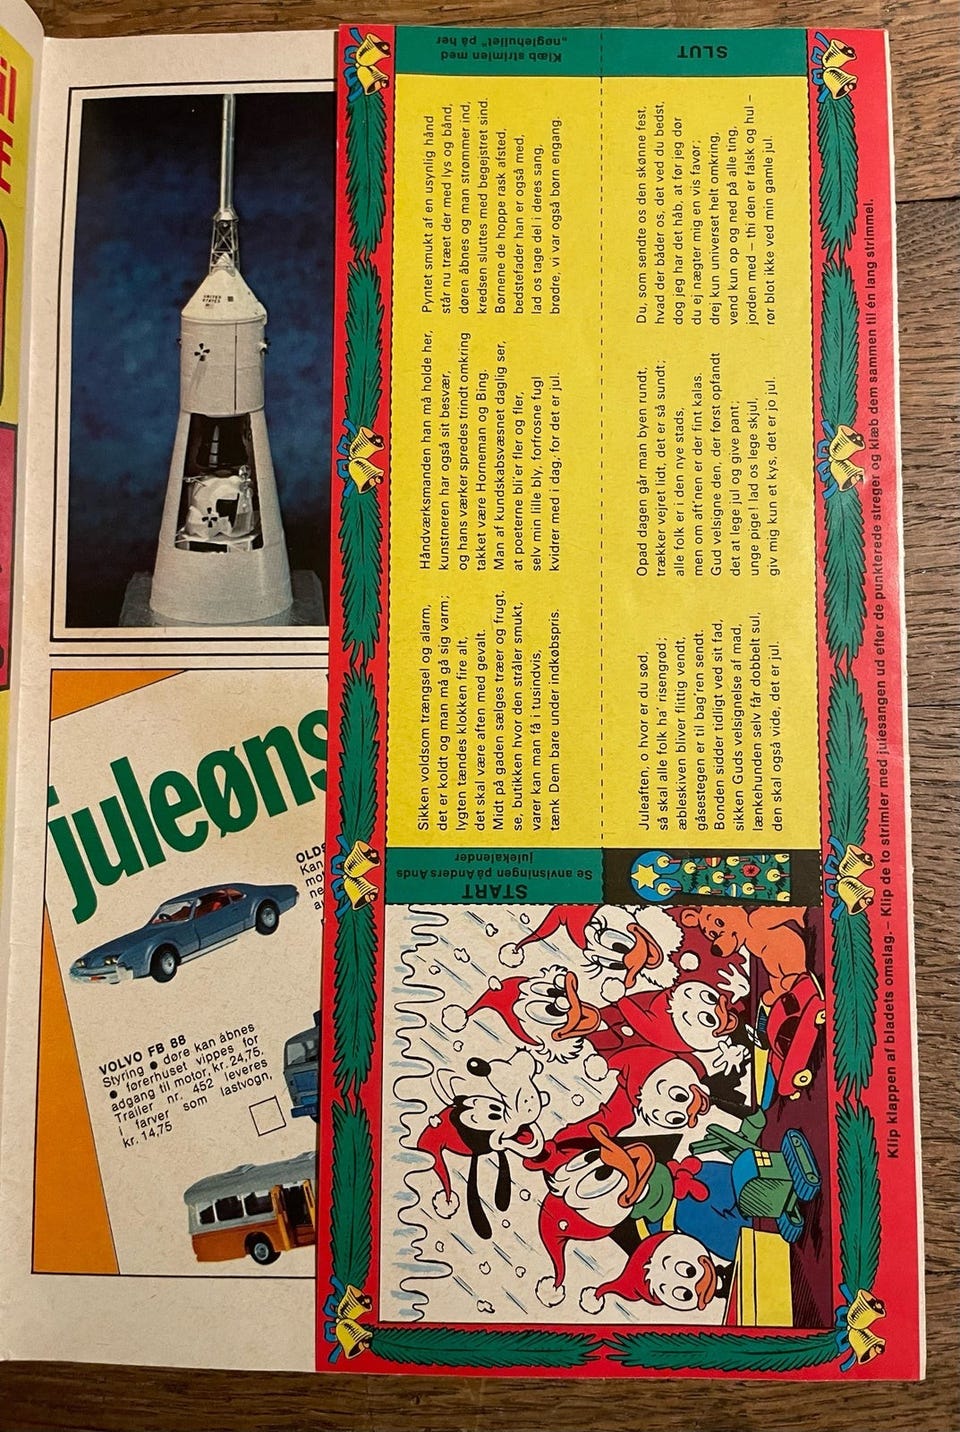 juleøns
OLDS
Kan
mo
ne
VOLVO FB 88
Styring ● døre kan åbnes
● førerhuset vippes for
adgang til motor, kr. 24,75.
Trailer nr. 452 leveres
i farver som lastvogn,
kr. 14,75
UNITED
STATES
START
Se anvisningen på Anders Ands
julekalender
Sikken voldsom trængsel og alarm,
det er koldt og man må gå sig varm;
lygten tændes klokken fire alt,
det skal være aften med gevalt.
Midt på gaden sælges træer og frugt,
se, butikken hvor den stråler smukt,
varer kan man få i tusindvis,
tænk Den bare under indkøbspris.
Håndværksmanden han må holde her,
kunstneren har også sit besvær,
og hans værker spredes trindt omkring
takket være Horneman og Bing.
Man af kundskabsvæsnet daglig ser,
at poeterne bli'er fler og fler,
selv min lille bly, forfrosne fugl
kvidrer med i dag, for det er jul.
Pyntet smukt af en usynlig hånd
står nu træet der med lys og bånd,
døren åbnes og man strømmer ind,
kredsen sluttes med begejstret sind.
Børnene de hoppe rask afsted,
bedstefader han er også med,
lad os tage del i deres sang,
brødre, vi var også børn engang.
Klæb strimlen med
„nøglehullet" på her
Juleaften, o hvor er du sød,
så skal alle folk ha' risengrød;
æbleskiven bliver flittig vendt,
gåsestegen er til bag'ren sendt.
Bonden sidder tidligt ved sit fad,
sikken Guds velsignelse af mad,
lænkehunden selv får dobbelt sul,
den skal også vide, det er jul.
Opad dagen går man byen rundt,
trækker vejret lidt, det er så sundt;
alle folk er i den nye stads,
men om aft'nen er der fint kalas.
Gud velsigne den, der først opfandt
det at lege jul og give pant;
unge pige! lad os lege skjul,
giv mig kun et kys, det er jo jul.
Du, som sendte os den skønne fest,
hvad der båder os, det ved du bedst,
dog jeg har det håb, at før jeg dør
du ej nægter mig en vis favør;
drej kun universet helt omkring,
vend kun op og ned på alle ting,
jorden med – thi den er falsk og hul –
rør blot ikke ved min gamle jul.
SLUT
Klip klappen af bladets omslag. – Klip de to strimler med julesangen ud efter de punkterede streger og klæb dem sammen til én lang strimmel.